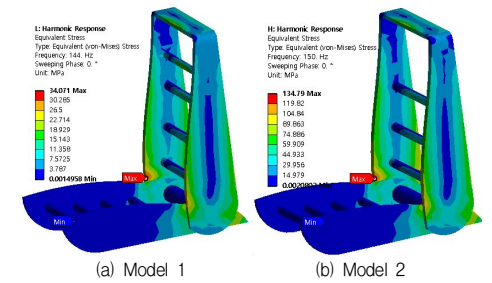 L: Harmonic Response
Equivalent Stress
Type: Equivalent (von-Mises) Stress
Frequency: 144. Hz
Sweeping Phase: 0. °
Unit: MPa
34.071 Max
30.285
26.5
22.714
18.929
15.143
11.358
7.5725
3.787
0.0014958 Min
Max
Min
(a) Model 1
H: Harmonic Response
Equivalent Stress
Type: Equivalent (von-Mises) Stress
Frequency: 150. Hz
Sweeping Phase: 0. °
Unit: MPa
134.79 Max
119.82
104.84
89.863
74.886
59.909
44.933
29.956
14.979
Min
Max
Min
(b) Model 2